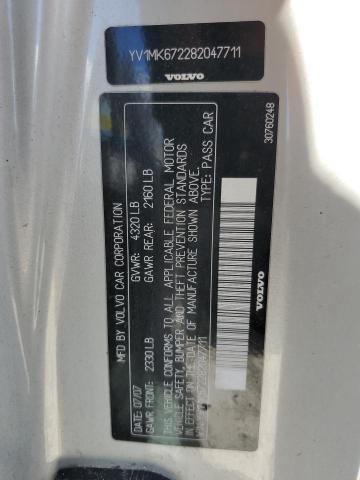 YV1MK672282047711
VOLVO
30760248
MFD BY VOLVO CAR CORPORATION
DATE: 07/07 GVWR: 4320 LB
GAWR FRONT: 2330 LB GAWR REAR: 2160 LB
THIS VEHICLE CONFORMS TO ALL APPLICABLE FEDERAL MOTOR
VEHICLE SAFETY, BUMPER AND THEFT PREVENTION STANDARDS
IN EFFECT ON THE DATE OF MANUFACTURE SHOWN ABOVE.
TYPE: PASS CAR
VOLVO